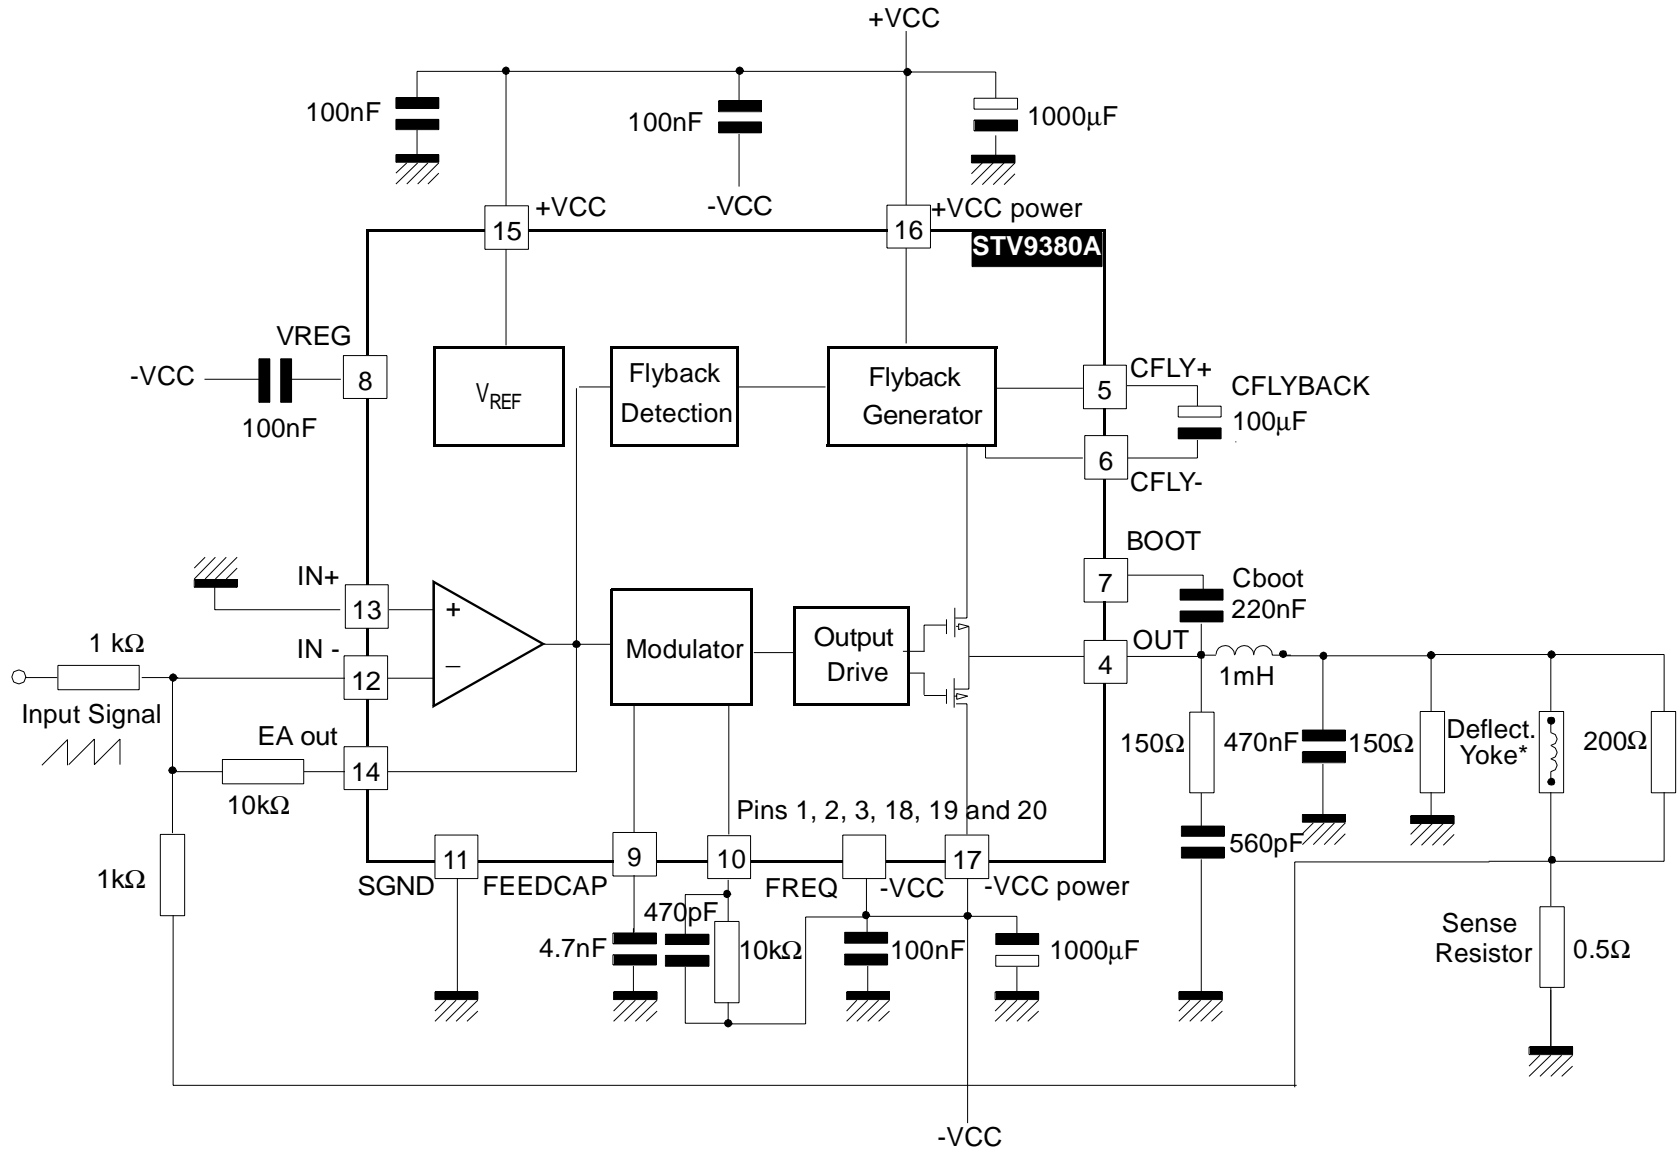 +VCC
100nF
100nF
1000µF
+VCC
-VCC
+VCC power
15
16
STV9380A
VREG
-VCC
8
100nF
VREF
Flyback
Detection
Flyback
Generator
5
CFLY+
CFLYBACK
100µF
6
CFLY-
BOOT
7
Cboot
220nF
IN+
13
+
IN -
12
–
1 kΩ
Input Signal
Modulator
Output
Drive
OUT
4
1mH
EA out
14
10kΩ
150Ω
470nF
150Ω
Deflect.
Yoke*
200Ω
Pins 1, 2, 3, 18, 19 and 20
1kΩ
11
9
10
17
560pF
SGND
FEEDCAP
FREQ
-VCC
-VCC power
470pF
4.7nF
10kΩ
100nF
1000µF
Sense
Resistor
0.5Ω
-VCC